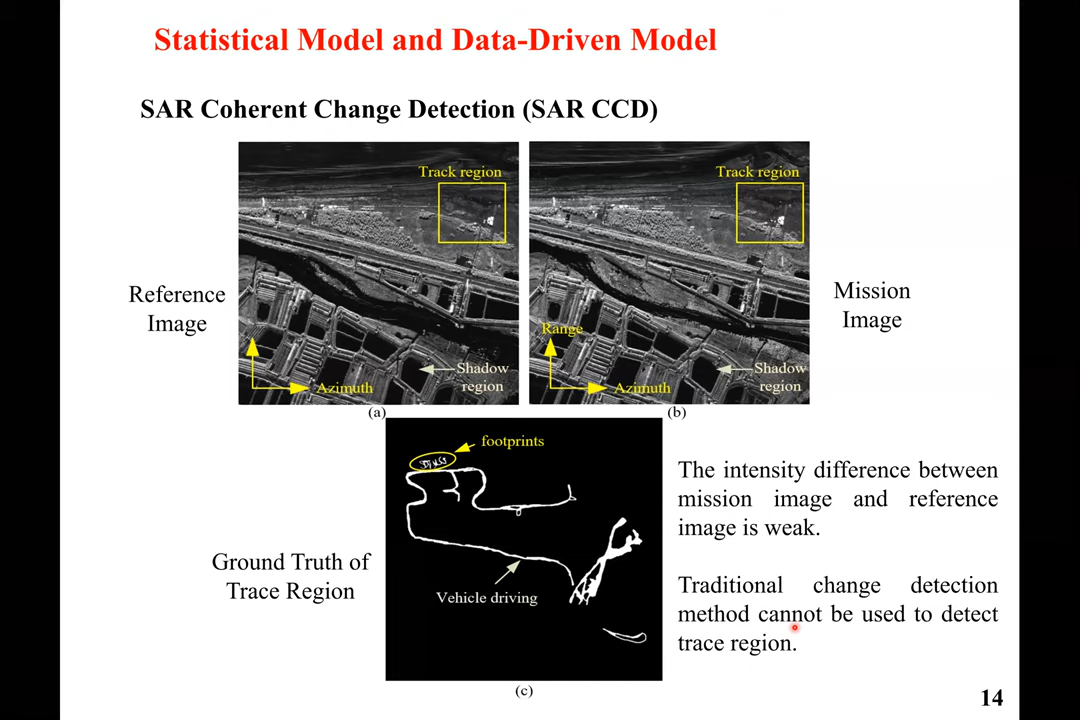 Statistical Model and Data-Driven Model
SAR Coherent Change Detection (SAR CCD)
Track region
Track region
Reference
Image
Mission
Image
Range
Shadow
region
Azimuth
Shadow
region
Azimuth
(a)
(b)
footprints
Vehicle driving
Ground Truth of
Trace Region
(c)
The intensity difference between
mission image and reference
image is weak.
Traditional change detection
method cannot be used to detect
trace region.
14